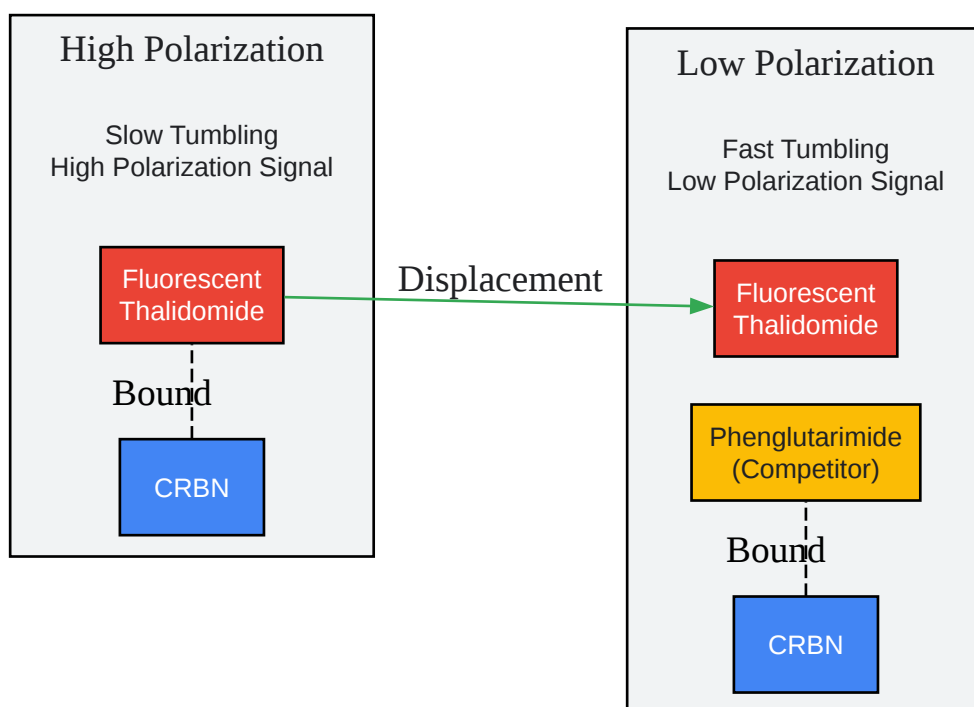 High Polarization
Slow Tumbling
High Polarization Signal
Fluorescent
Thalidomide
Bound
CRBN
Displacement
Low Polarization
Fast Tumbling
Low Polarization Signal
Fluorescent
Thalidomide
Phenglutarimide
(Competitor)
Bound
CRBN